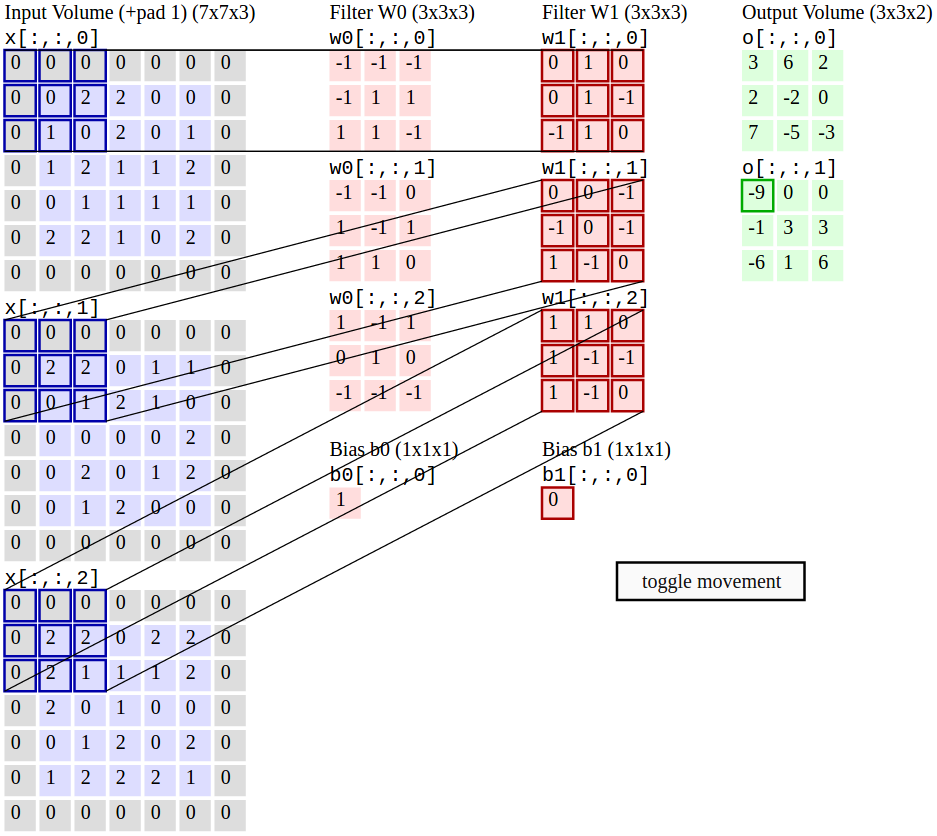 Input Volume (+pad 1) (7x7x3)
x[:,:,0]
0 0 0 0 0 0 0
0 0 2 2 0 0 0
0 1 0 2 0 1 0
0 1 2 1 1 2 0
0 0 1 1 1 1 0
0 2 2 1 0 2 0
0 0 0 0 0 0 0
x[:,:,1]
0 0 0 0 0 0 0
0 2 2 0 1 1 0
0 0 1 2 1 0 0
0 0 0 0 0 2 0
0 0 2 0 1 2 0
0 0 1 2 0 0 0
0 0 0 0 0 0 0
x[:,:,2]
0 0 0 0 0 0 0
0 2 2 0 2 2 0
0 2 1 1 1 2 0
0 2 0 1 0 0 0
0 0 1 2 0 2 0
0 1 2 2 2 1 0
0 0 0 0 0 0 0
Filter W0 (3x3x3)
w0[:,:,0]
-1 -1 -1
-1 1 1
1 1 -1
w0[:,:,1]
-1 -1 0
1 -1 1
1 1 0
w0[:,:,2]
1 -1 1
0 1 0
-1 -1 -1
Bias b0 (1x1x1)
b0[:,:,0]
1
Filter W1 (3x3x3)
w1[:,:,0]
0 1 0
0 1 -1
-1 1 0
w1[:,:,1]
0 0 -1
-1 0 -1
1 -1 0
w1[:,:,2]
1 1 0
1 -1 -1
1 -1 0
Bias b1 (1x1x1)
b1[:,:,0]
0
Output Volume (3x3x2)
o[:,:,0]
3 6 2
2 -2 0
7 -5 -3
o[:,:,1]
-9 0 0
-1 3 3
-6 1 6
toggle movement